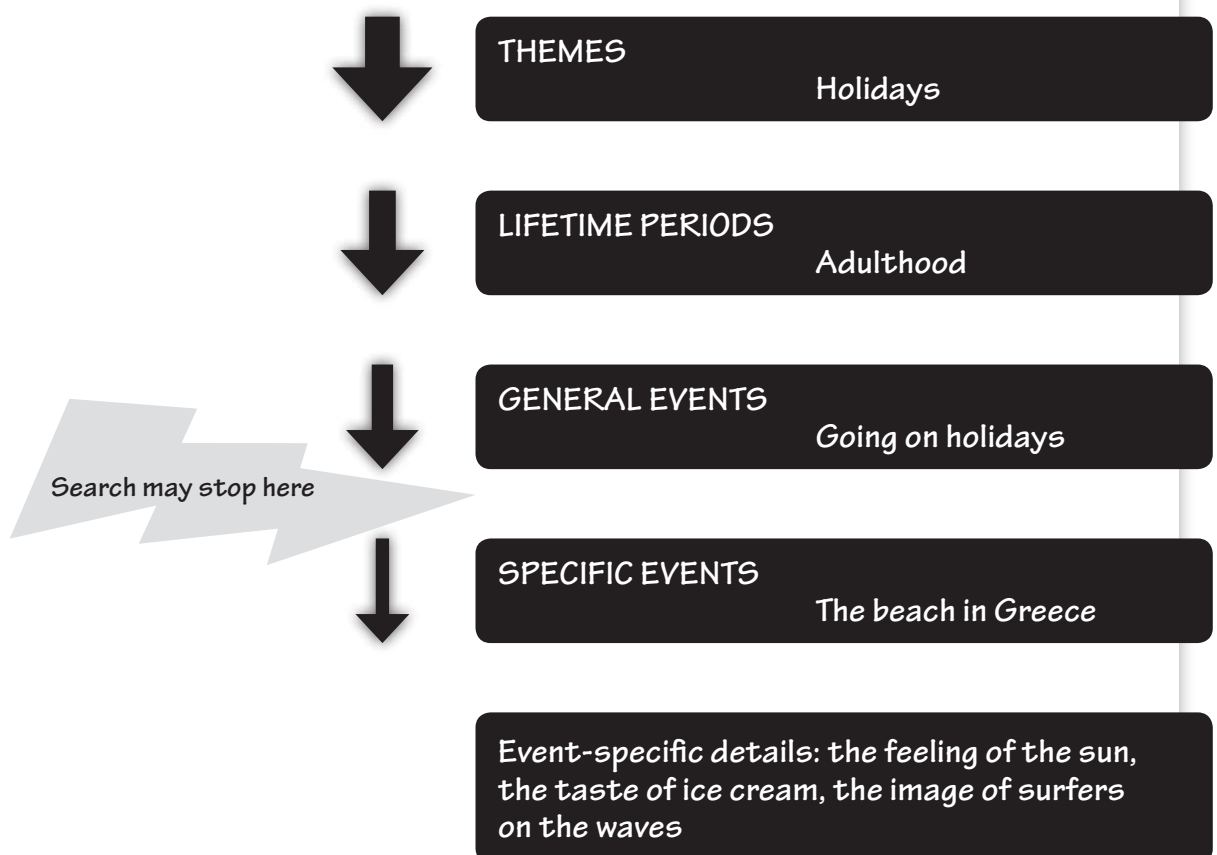 THEMES
Holidays
LIFETIME PERIODS
Adulthood
GENERAL EVENTS
Going on holidays
Search may stop here
SPECIFIC EVENTS
The beach in Greece
Event-specific details: the feeling of the sun,
the taste of ice cream, the image of surfers
on the waves